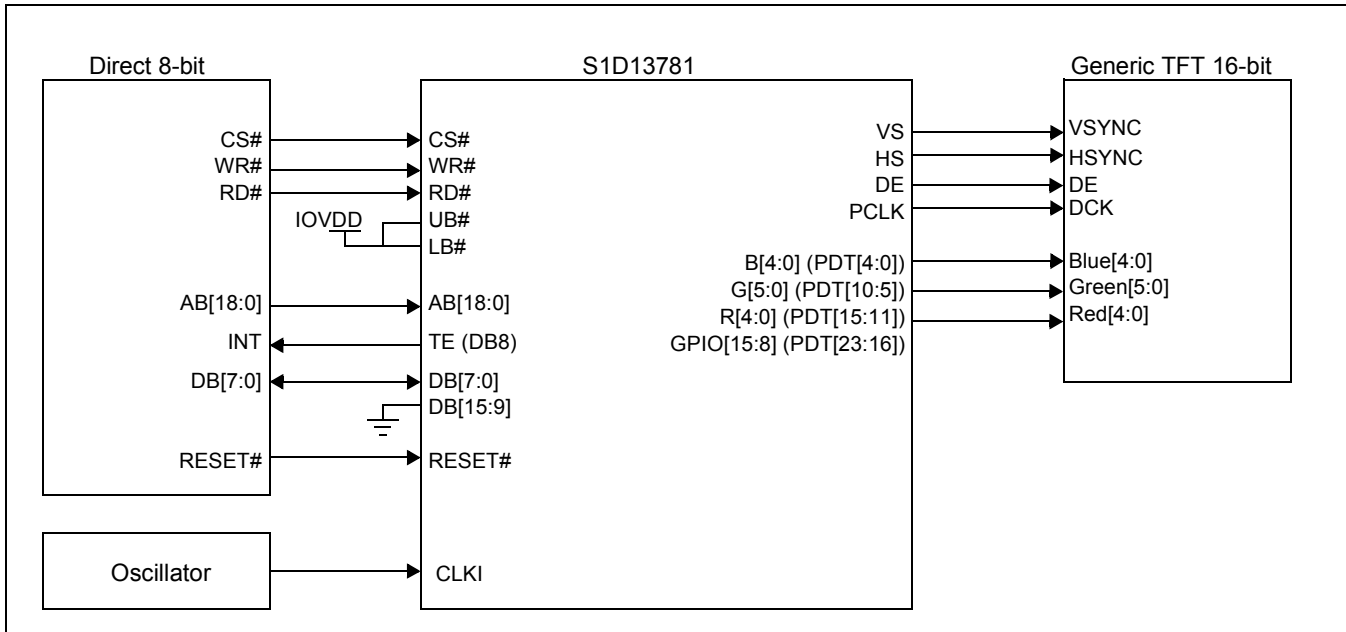 Direct 8-bit
CS#
WR#
RD#
AB[18:0]
INT
DB[7:0]
RESET#
Oscillator
IOVDD
S1D13781
CS#
WR#
RD#
UB#
LB#
AB[18:0]
TE (DB8)
DB[7:0]
DB[15:9]
RESET#
CLKI
VS
HS
DE
PCLK
B[4:0] (PDT[4:0])
G[5:0] (PDT[10:5])
R[4:0] (PDT[15:11])
GPIO[15:8] (PDT[23:16])
Generic TFT 16-bit
VSYNC
HSYNC
DE
DCK
Blue[4:0]
Green[5:0]
Red[4:0]